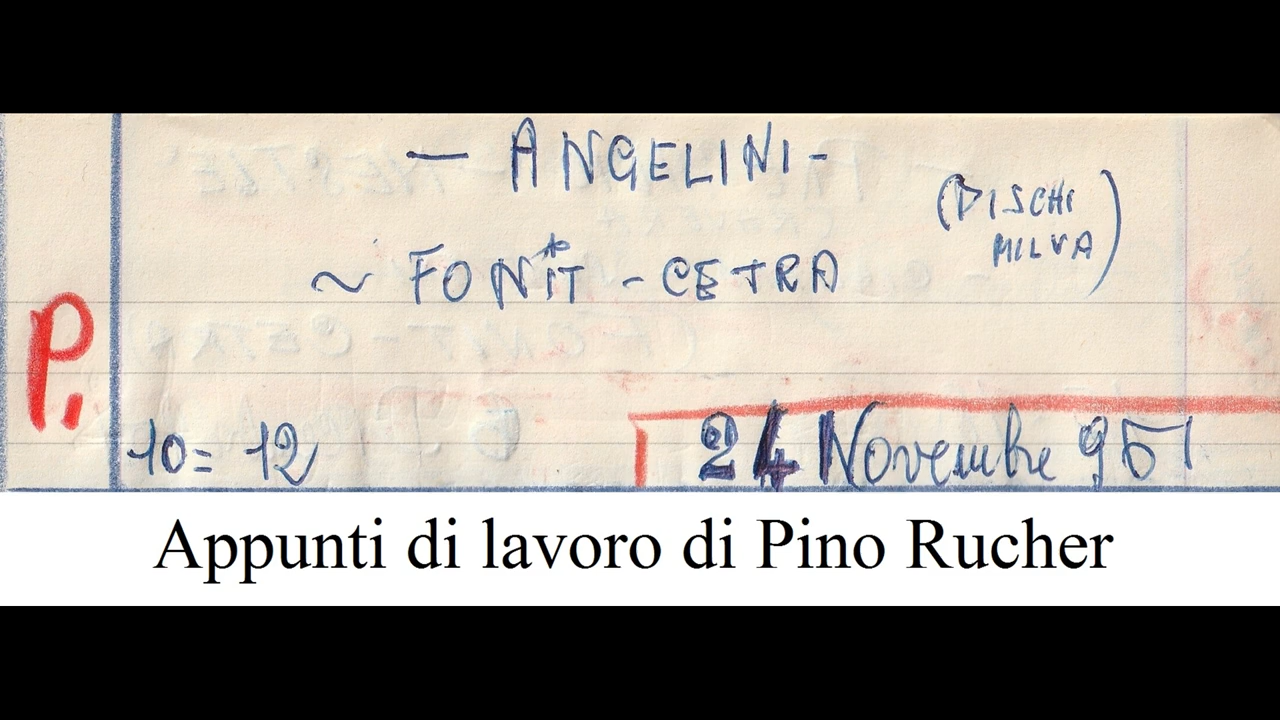 — ANGELINI -
(DISCHI
MILVA)
~ FONIT - CETRA
P.
10= 12
24 Novembre 951
Appunti di lavoro di Pino Rucher